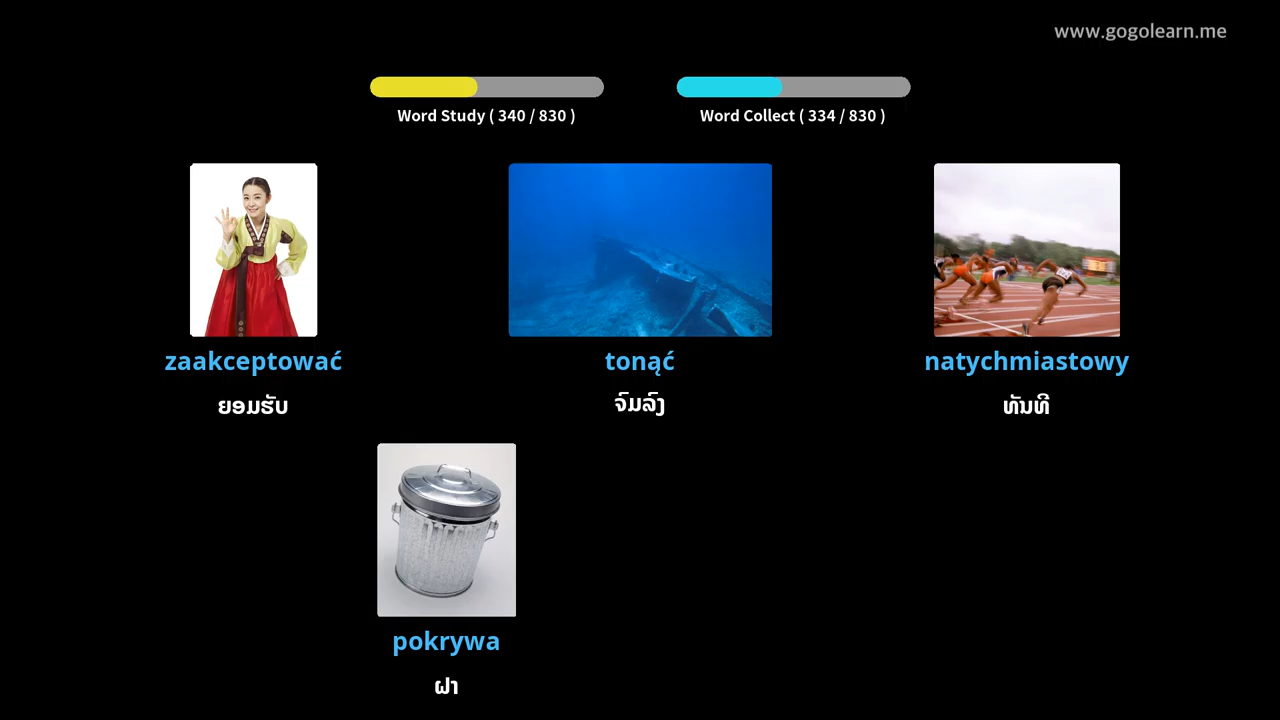 www.gogolearn.me
Word Study ( 340 / 830 )
Word Collect ( 334 / 830 )
zaakceptować
ຍອມຮັບ
tonąć
ຈົມລົງ
natychmiastowy
ທັນທີ
pokrywa
ຝາ